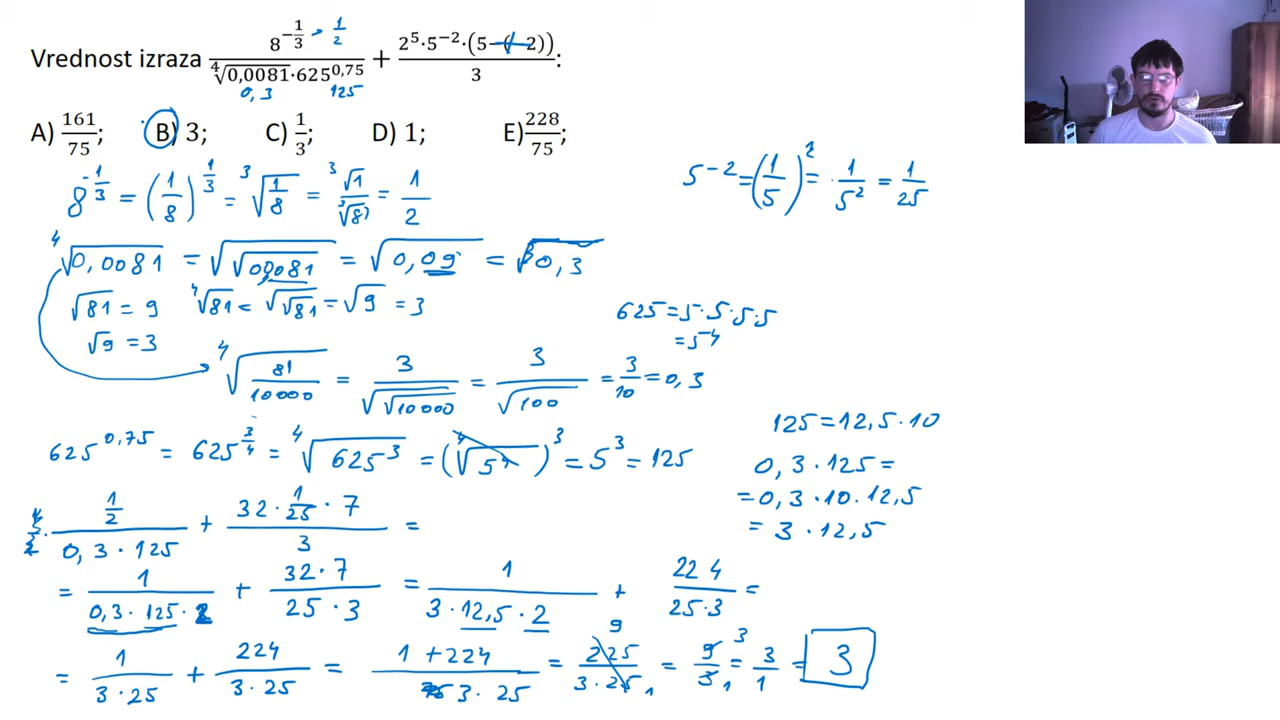 Vrednost izraza 8^{-1/3} / (⁴√0,0081·625^{0,75}) + (2⁵·5⁻²·(5−(−2))) / 3 :
→ 1/2
0,3 125
A) 161/75; B) 3; C) 1/3; D) 1; E) 228/75;
8^{-1/3} = (1/8)^{1/3} = ³√(1/8) = ³√1/³√8 = 1/2
5^{-2} = (1/5)² = 1/5² = 1/25
⁴√0,0081 = √√0,0081 = √0,09 = 0,3
√81 = 9 ⁴√81 = √√81 = √9 = 3
√9 = 3
625 = 5·5·5·5
= 5⁴
⁴√(81/10000) = 3/√√10000 = 3/√100 = 3/10 = 0,3
625^{0,75} = 625^{3/4} = ⁴√625³ = (⁴√5⁴)³ = 5³ = 125
125 = 12,5·10
0,3·125 =
= 0,3·10·12,5
= 3·12,5
(1/2)/(0,3·125) + (32·1/25·7)/3 =
= 1/(0,3·125·2) + (32·7)/(25·3) = 1/(3·12,5·2) + 224/(25·3) =
= 1/(3·25) + 224/(3·25) = (1+224)/(3·25) = 225/(3·25) = 9/3 = 3/1 = 3